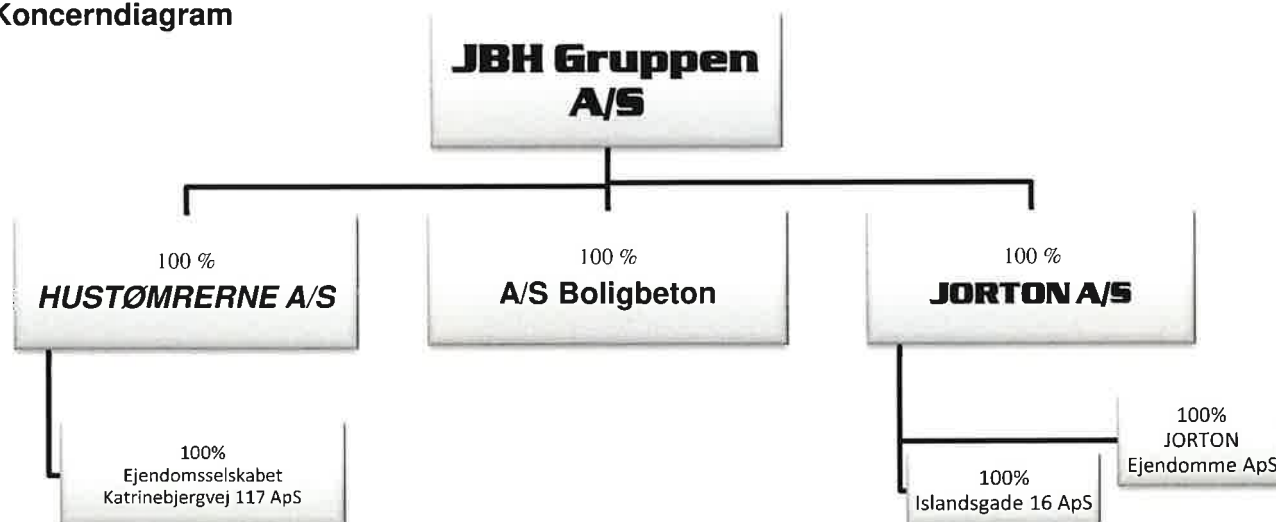 Koncerndiagram
JBH Gruppen
A/S
100 %
HUSTØMRERNE A/S
100 %
A/S Boligbeton
100 %
JORTON A/S
100%
Ejendomsselskabet
Katrinebjergvej 117 ApS
100%
Islandsgade 16 ApS
100%
JORTON
Ejendomme ApS